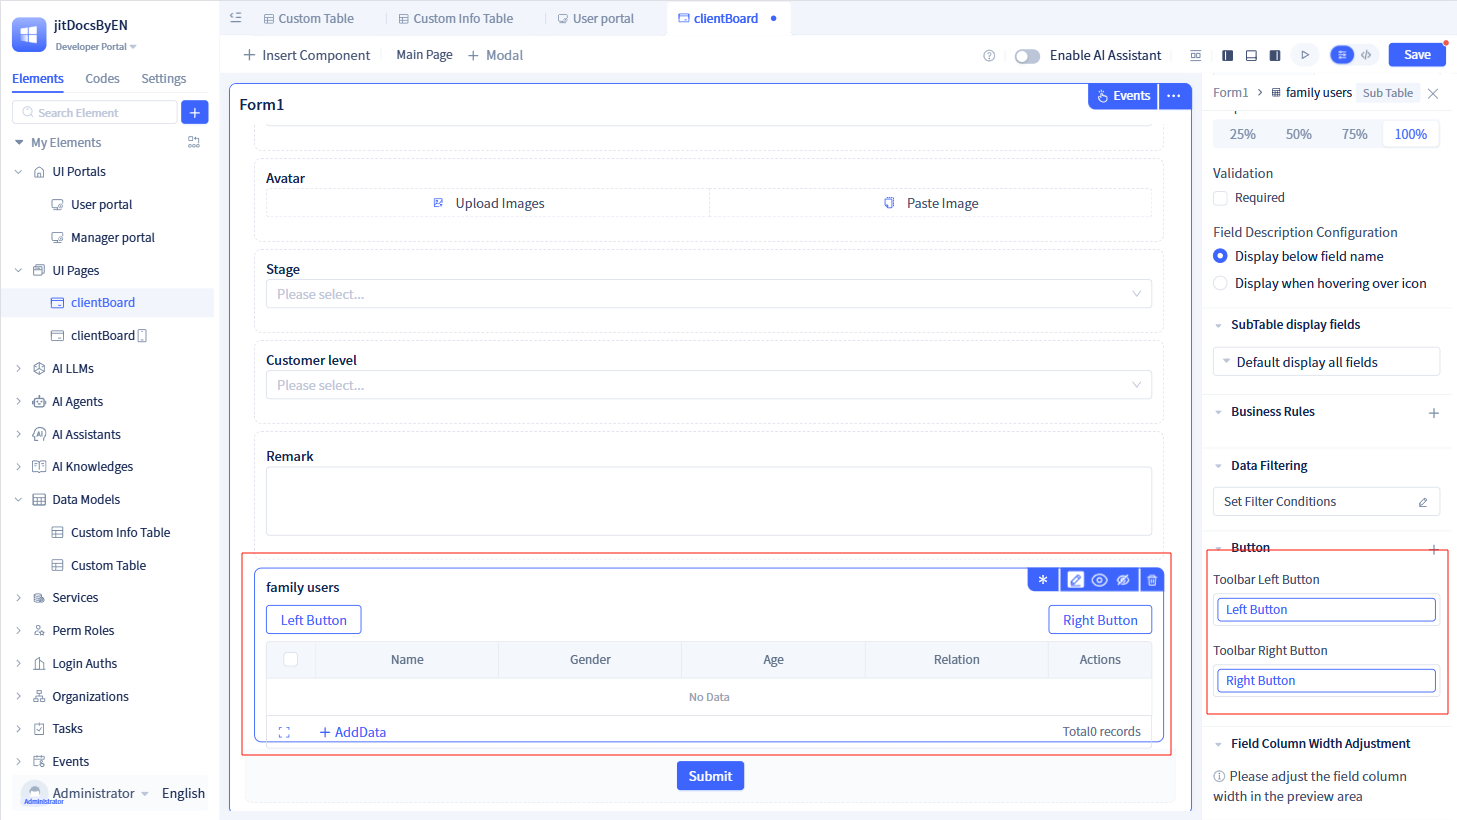 jitDocsByEN
Developer Portal
Elements
Codes
Settings
Search Element
My Elements
UI Portals
User portal
Manager portal
UI Pages
clientBoard
clientBoard
AI LLMs
AI Agents
AI Assistants
AI Knowledges
Data Models
Custom Info Table
Custom Table
Services
Perm Roles
Login Auths
Organizations
Tasks
Events
Administrator
Administrator
English
Custom Table
Custom Info Table
User portal
clientBoard
Insert Component
Main Page
Modal
Enable AI Assistant
Save
Form1
Events
Avatar
Upload Images
Paste Image
Stage
Please select...
Customer level
Please select...
Remark
family users
Left Button
Right Button
Name
Gender
Age
Relation
Actions
No Data
AddData
Total0 records
Submit
Form1
family users
Sub Table
25%
50%
75%
100%
Validation
Required
Field Description Configuration
Display below field name
Display when hovering over icon
SubTable display fields
Default display all fields
Business Rules
Data Filtering
Set Filter Conditions
Button
Toolbar Left Button
Left Button
Toolbar Right Button
Right Button
Field Column Width Adjustment
Please adjust the field column
width in the preview area